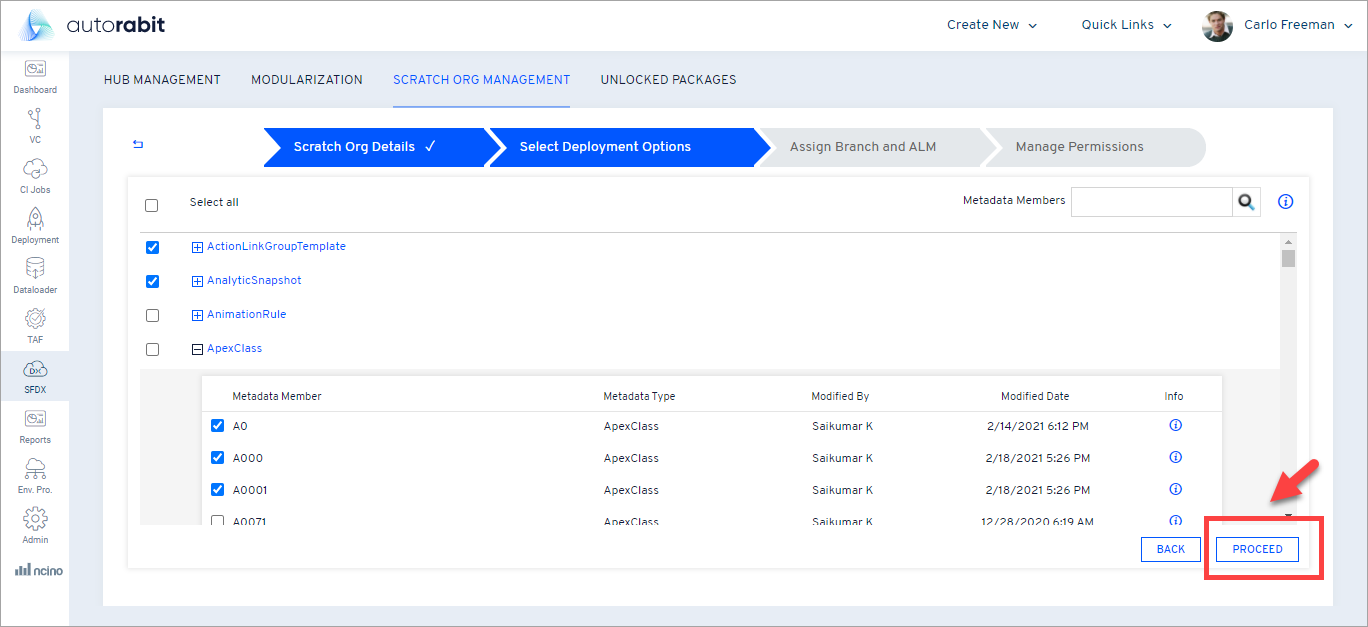 autorabit
Create New
Quick Links
Carlo Freeman
Dashboard
VC
CI Jobs
Deployment
Dataloader
TAF
SFDX
Reports
Env. Pro.
Admin
ncino
HUB MANAGEMENT
MODULARIZATION
SCRATCH ORG MANAGEMENT
UNLOCKED PACKAGES
Scratch Org Details ✓
Select Deployment Options
Assign Branch and ALM
Manage Permissions
Select all
Metadata Members
ActionLinkGroupTemplate
AnalyticSnapshot
AnimationRule
ApexClass
Metadata Member Metadata Type Modified By Modified Date Info
A0 ApexClass Saikumar K 2/14/2021 6:12 PM
A000 ApexClass Saikumar K 2/18/2021 5:26 PM
A0001 ApexClass Saikumar K 2/18/2021 5:26 PM
A0071 ApexClass Saikumar K 12/28/2020 6:19 AM
BACK
PROCEED